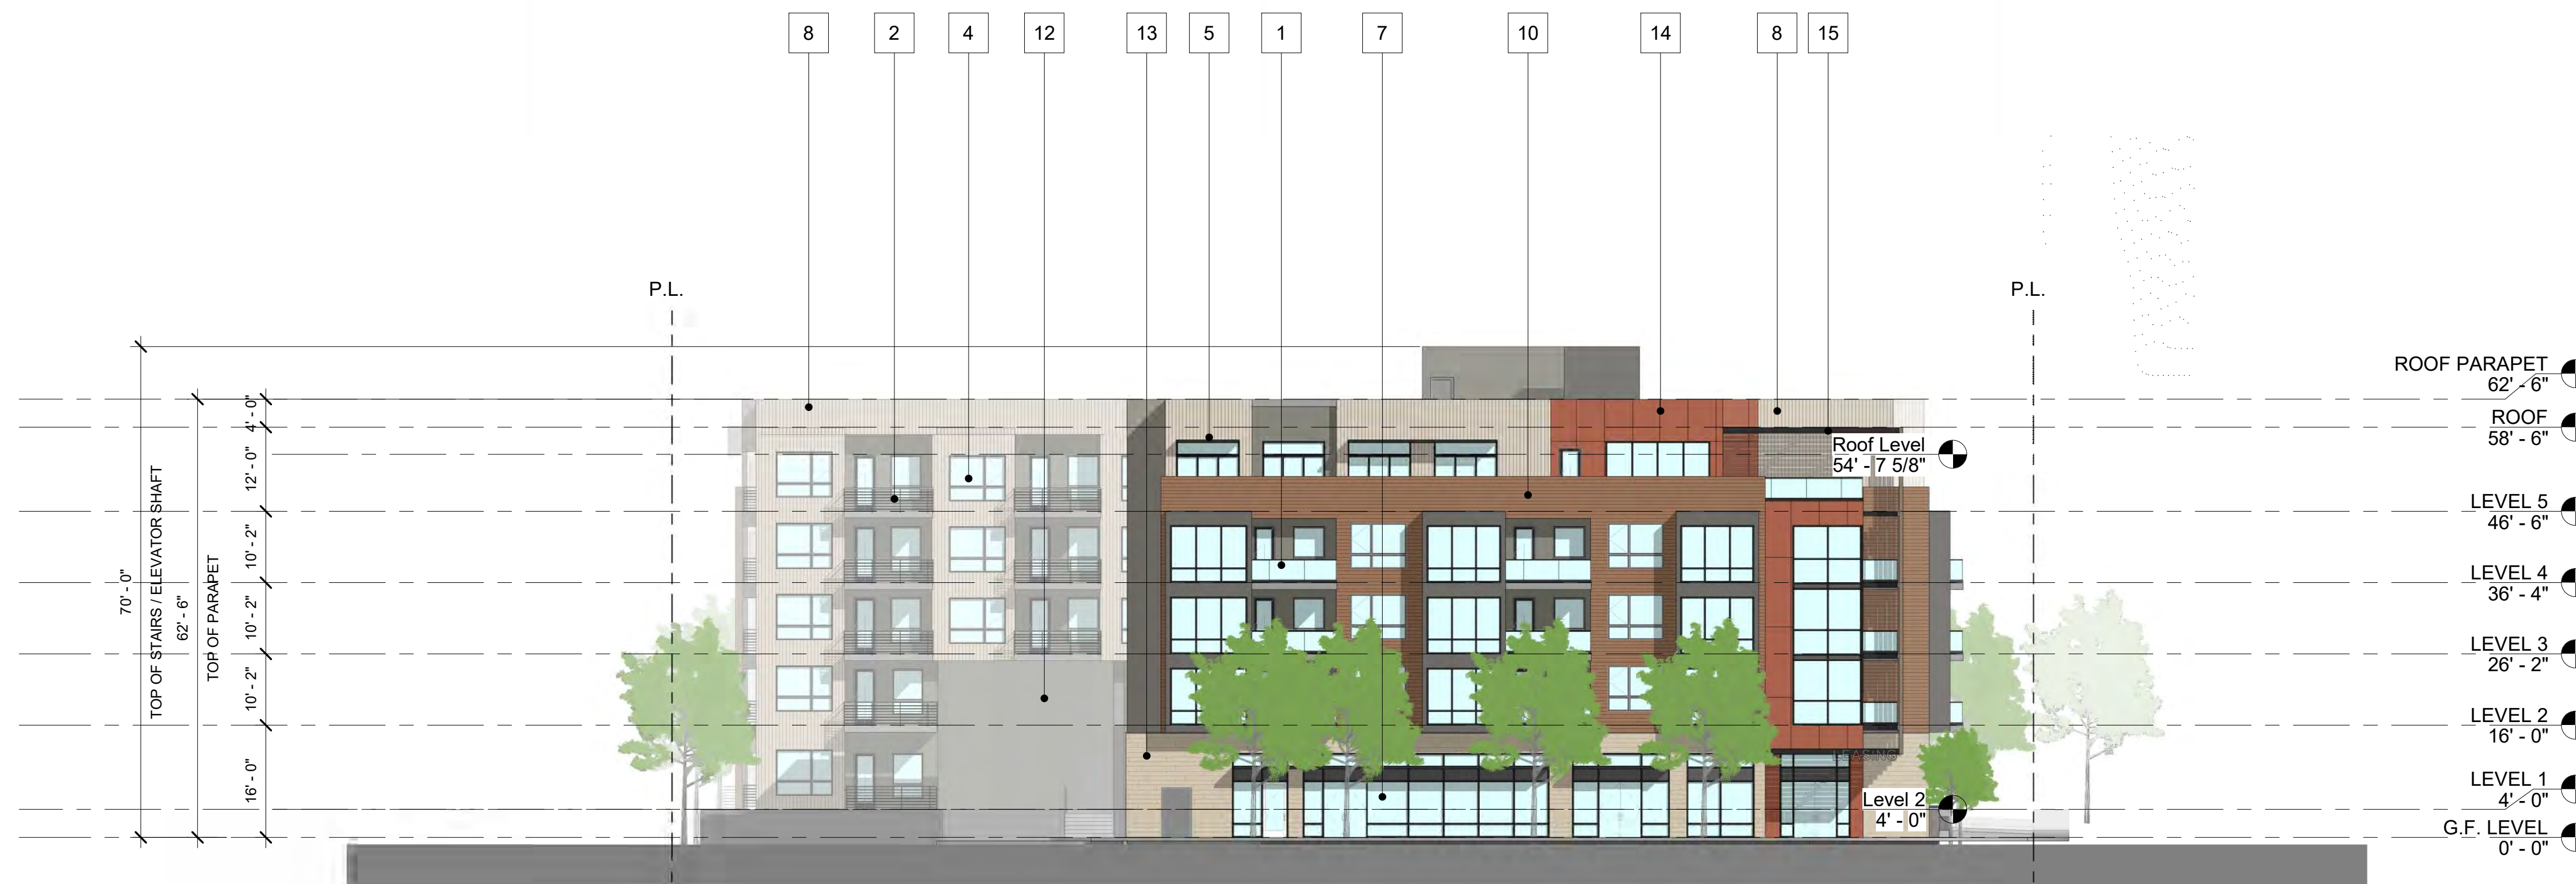 8 2 4 12 13 5 1 7 10 14 8 15
P.L.
P.L.
70' - 0"
TOP OF STAIRS / ELEVATOR SHAFT
62' - 6"
TOP OF PARAPET
4' - 0"
12' - 0"
10' - 2"
10' - 2"
10' - 2"
16' - 0"
Roof Level
54' - 7 5/8"
LEASING
Level 2
4' - 0"
ROOF PARAPET
62' - 6"
ROOF
58' - 6"
LEVEL 5
46' - 6"
LEVEL 4
36' - 4"
LEVEL 3
26' - 2"
LEVEL 2
16' - 0"
LEVEL 1
4' - 0"
G.F. LEVEL
0' - 0"